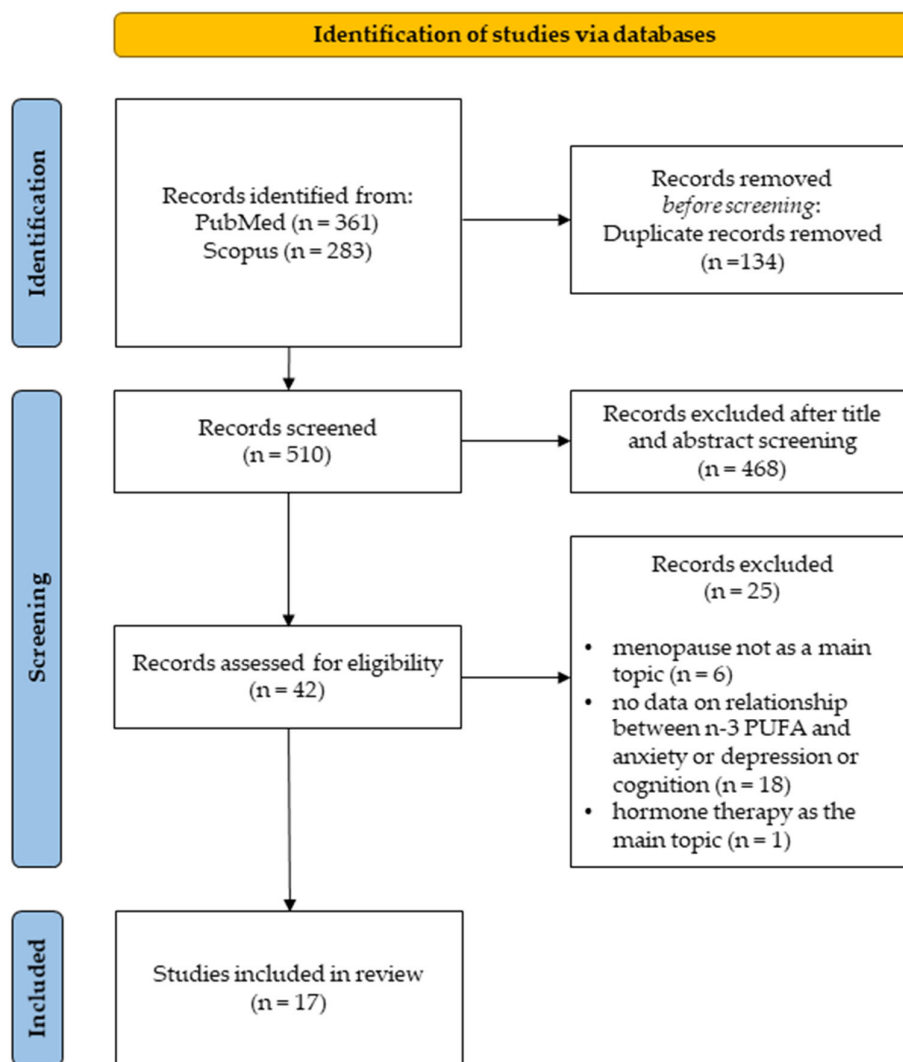 Identification of studies via databases
Identification
Records identified from:
PubMed (n = 361)
Scopus (n = 283)
Records removed
before screening:
Duplicate records removed
(n =134)
Screening
Records screened
(n = 510)
Records excluded after title
and abstract screening
(n = 468)
Records assessed for eligibility
(n = 42)
Records excluded
(n = 25)
• menopause not as a main
topic (n = 6)
• no data on relationship
between n-3 PUFA and
anxiety or depression or
cognition (n = 18)
• hormone therapy as the
main topic (n = 1)
Included
Studies included in review
(n = 17)